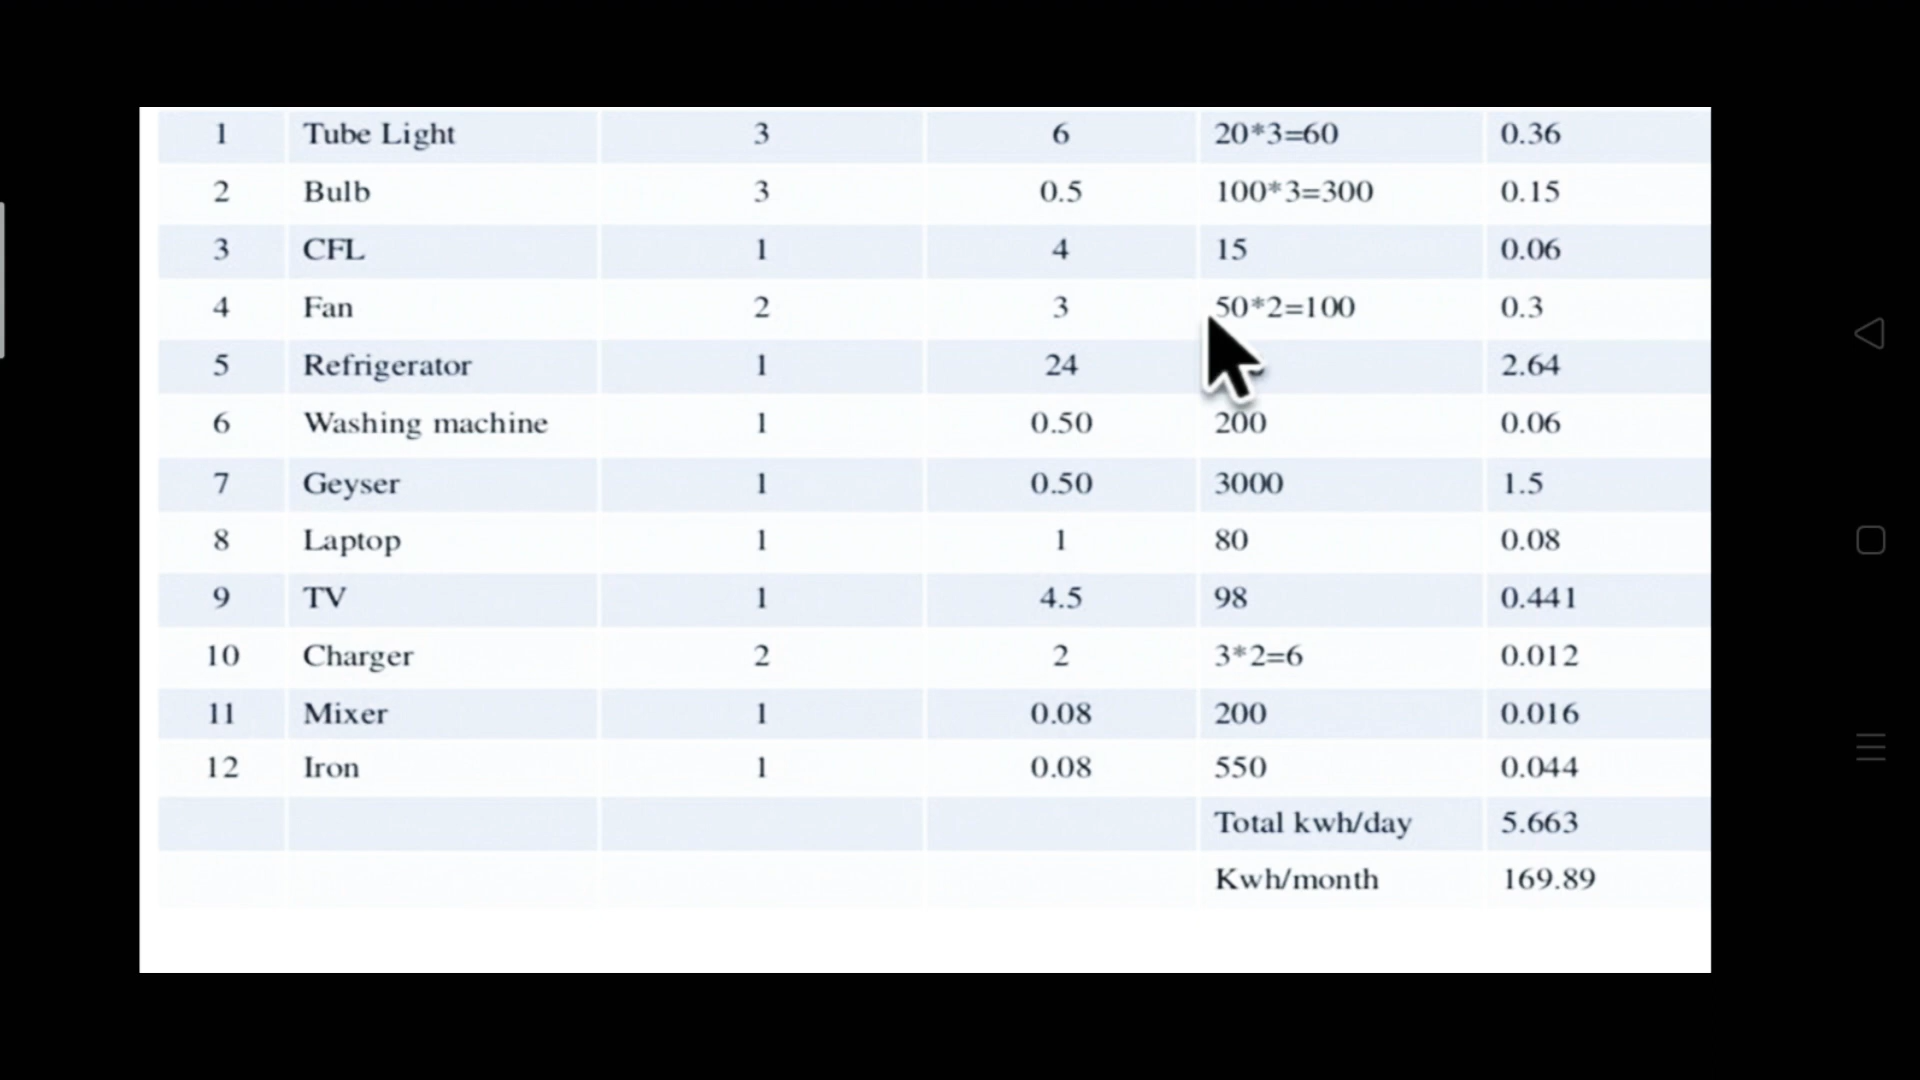 1 Tube Light 3 6 20*3=60 0.36
2 Bulb 3 0.5 100*3=300 0.15
3 CFL 1 4 15 0.06
4 Fan 2 3 50*2=100 0.3
5 Refrigerator 1 24 2.64
6 Washing machine 1 0.50 200 0.06
7 Geyser 1 0.50 3000 1.5
8 Laptop 1 1 80 0.08
9 TV 1 4.5 98 0.441
10 Charger 2 2 3*2=6 0.012
11 Mixer 1 0.08 200 0.016
12 Iron 1 0.08 550 0.044
Total kwh/day 5.663
Kwh/month 169.89